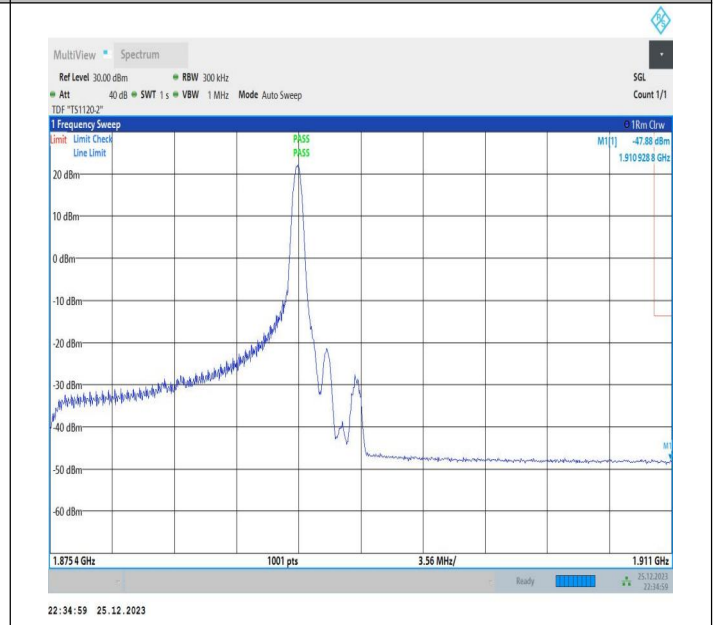 MultiView Spectrum
Ref Level 30.00 dBm RBW 300 kHz SGL
Att 40 dB SWT 1 s VBW 1 MHz Mode Auto Sweep Count 1/1
TDF "TS1120-2"
1 Frequency Sweep 1Rm Clrw
Limit Limit Check PASS M1[1] -47.88 dBm
Line Limit PASS 1.910 928 8 GHz
20 dBm
10 dBm
0 dBm
-10 dBm
-20 dBm
-30 dBm
-40 dBm
M1
-50 dBm
-60 dBm
1.875 4 GHz 1001 pts 3.56 MHz/ 1.911 GHz
Ready 25.12.2023
22:34:59
22:34:59 25.12.2023